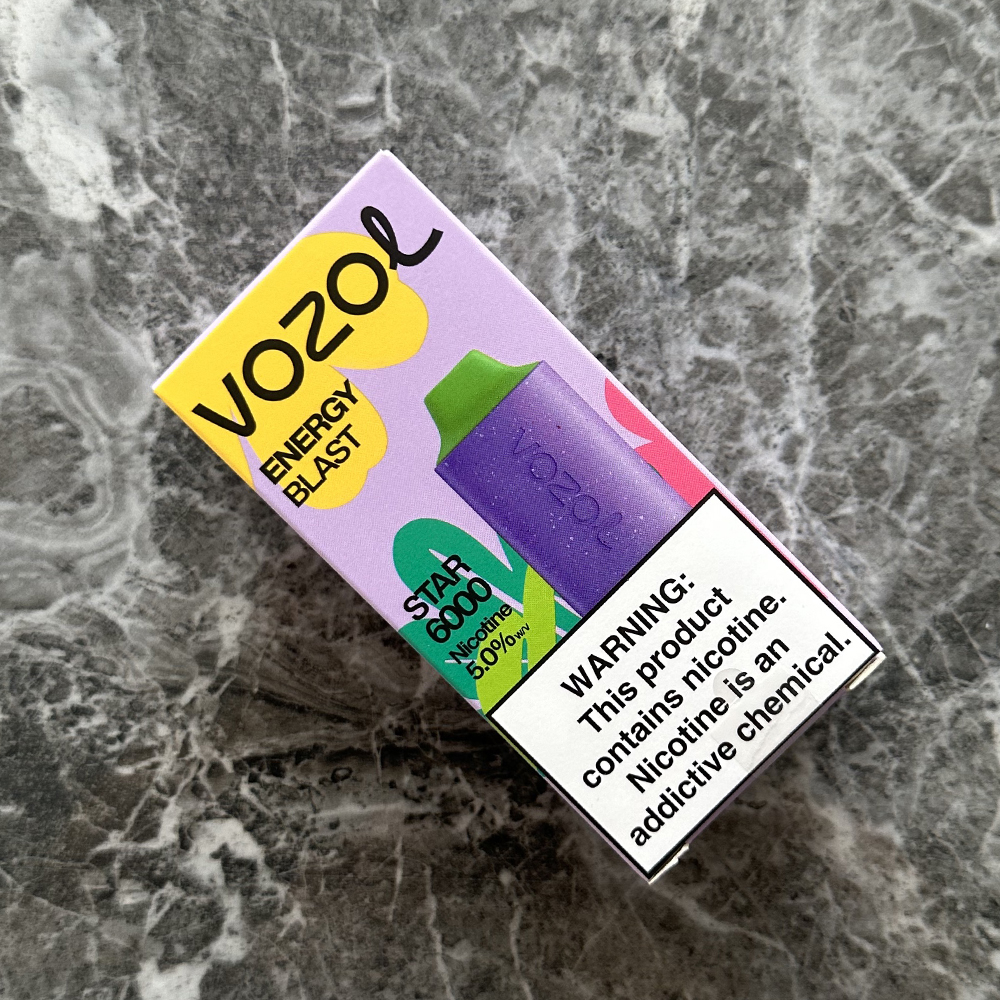 VOZOL
ENERGY
BLAST
VOZOL
STAR
6000
Nicotine
5.0%w/v
WARNING:
This product
contains nicotine.
Nicotine is an
addictive chemical.